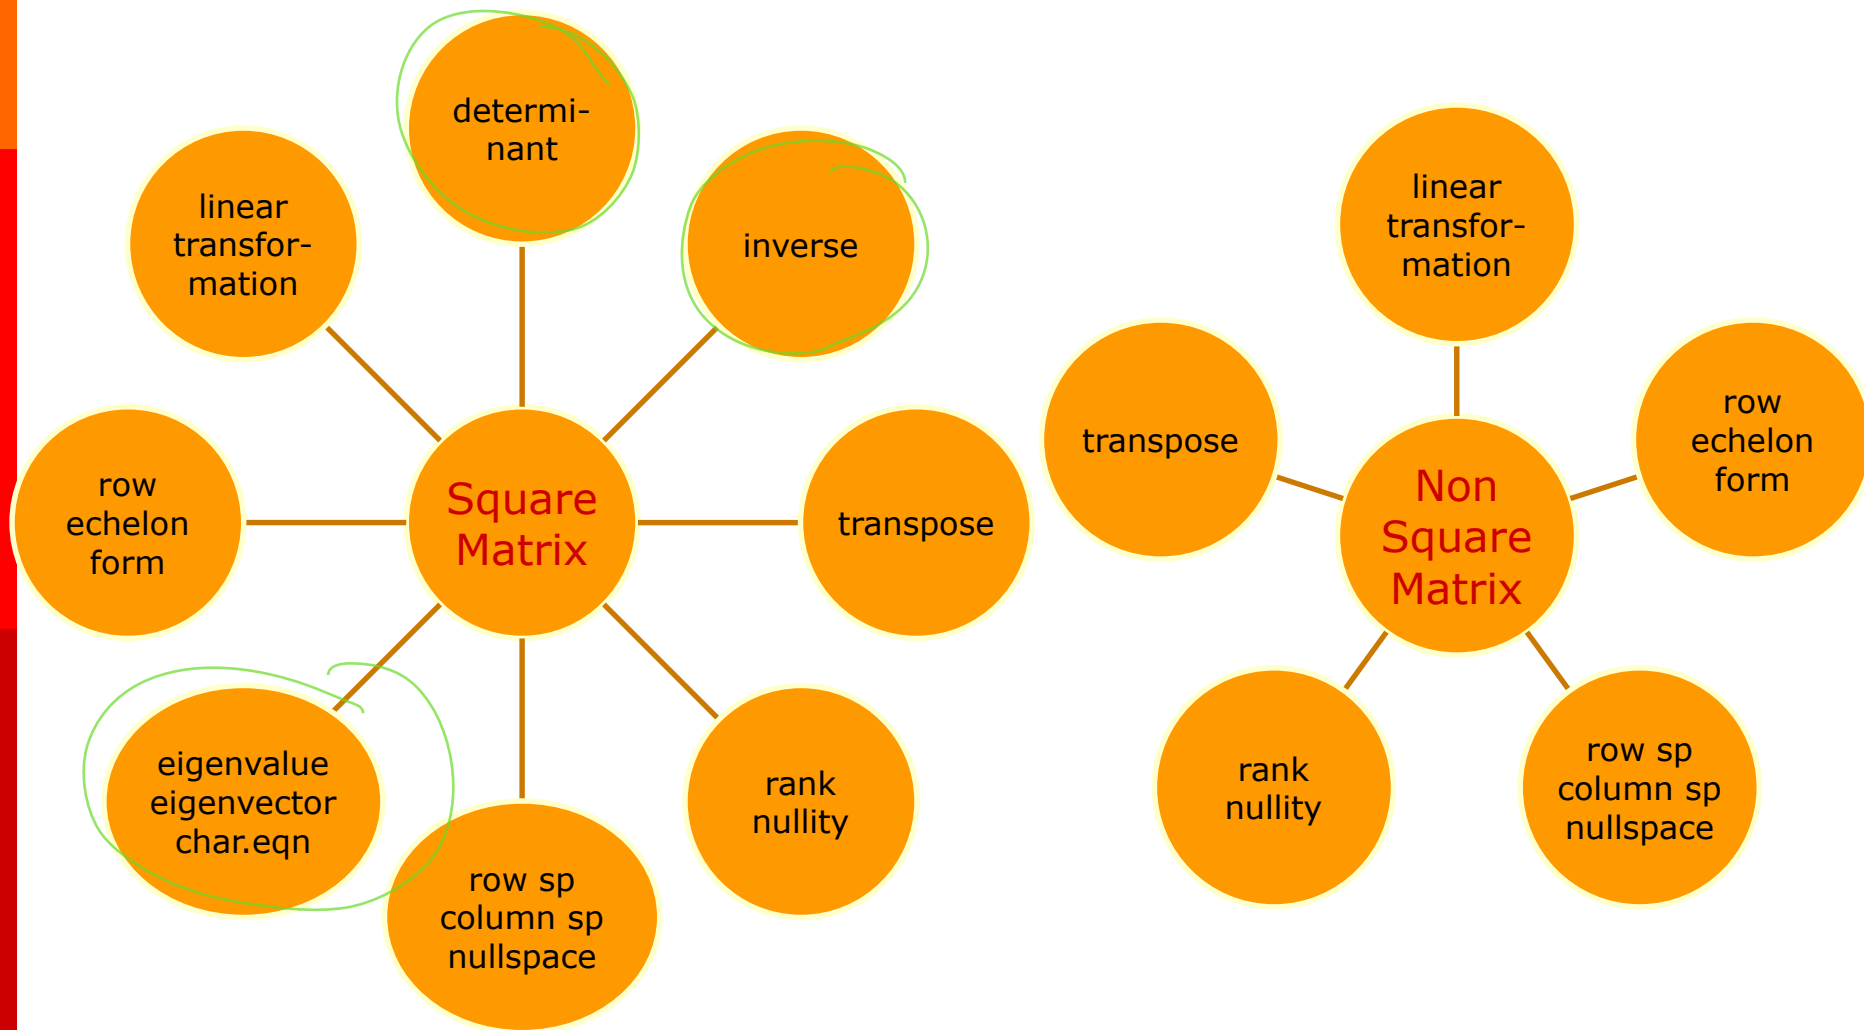 determi-
nant
linear
transfor-
mation
inverse
row
echelon
form
Square
Matrix
transpose
eigenvalue
eigenvector
char.eqn
row sp
column sp
nullspace
rank
nullity
linear
transfor-
mation
transpose
row
echelon
form
Non
Square
Matrix
rank
nullity
row sp
column sp
nullspace